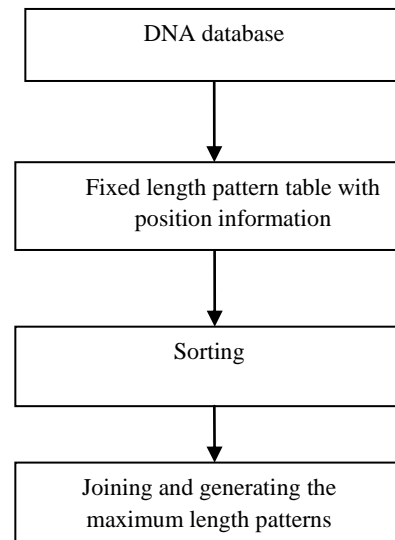 DNA database
Fixed length pattern table with
position information
Sorting
Joining and generating the
maximum length patterns